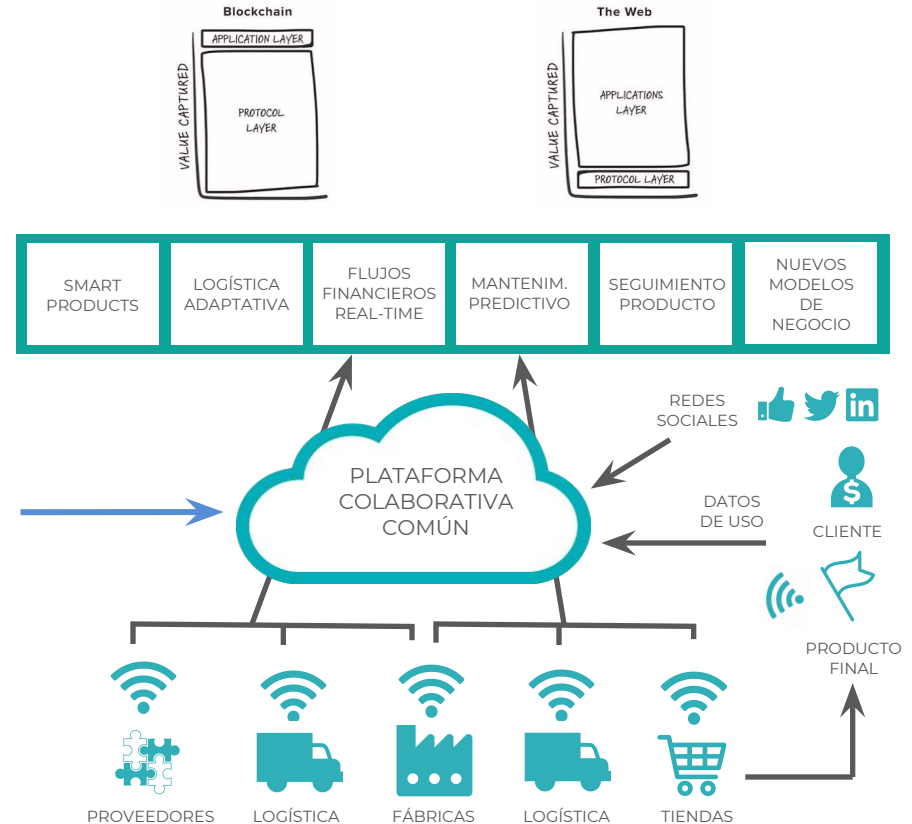 Blockchain
APPLICATION LAYER
PROTOCOL
LAYER
VALUE CAPTURED
The Web
APPLICATIONS
LAYER
PROTOCOL LAYER
VALUE CAPTURED
SMART
PRODUCTS
LOGÍSTICA
ADAPTATIVA
FLUJOS
FINANCIEROS
REAL-TIME
MANTENIM.
PREDICTIVO
SEGUIMIENTO
PRODUCTO
NUEVOS
MODELOS
DE
NEGOCIO
REDES
SOCIALES
in
PLATAFORMA
COLABORATIVA
COMÚN
$
DATOS
DE USO
CLIENTE
PRODUCTO
FINAL
PROVEEDORES
LOGÍSTICA
FÁBRICAS
LOGÍSTICA
TIENDAS